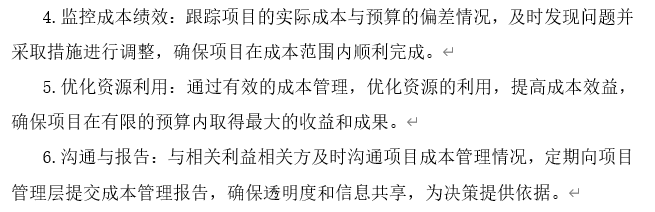 4.监控成本绩效：跟踪项目的实际成本与预算的偏差情况，及时发现问题并
采取措施进行调整，确保项目在成本范围内顺利完成。
5.优化资源利用：通过有效的成本管理，优化资源的利用，提高成本效益，
确保项目在有限的预算内取得最大的收益和成果。
6.沟通与报告：与相关利益相关方及时沟通项目成本管理情况，定期向项目
管理层提交成本管理报告，确保透明度和信息共享，为决策提供依据。